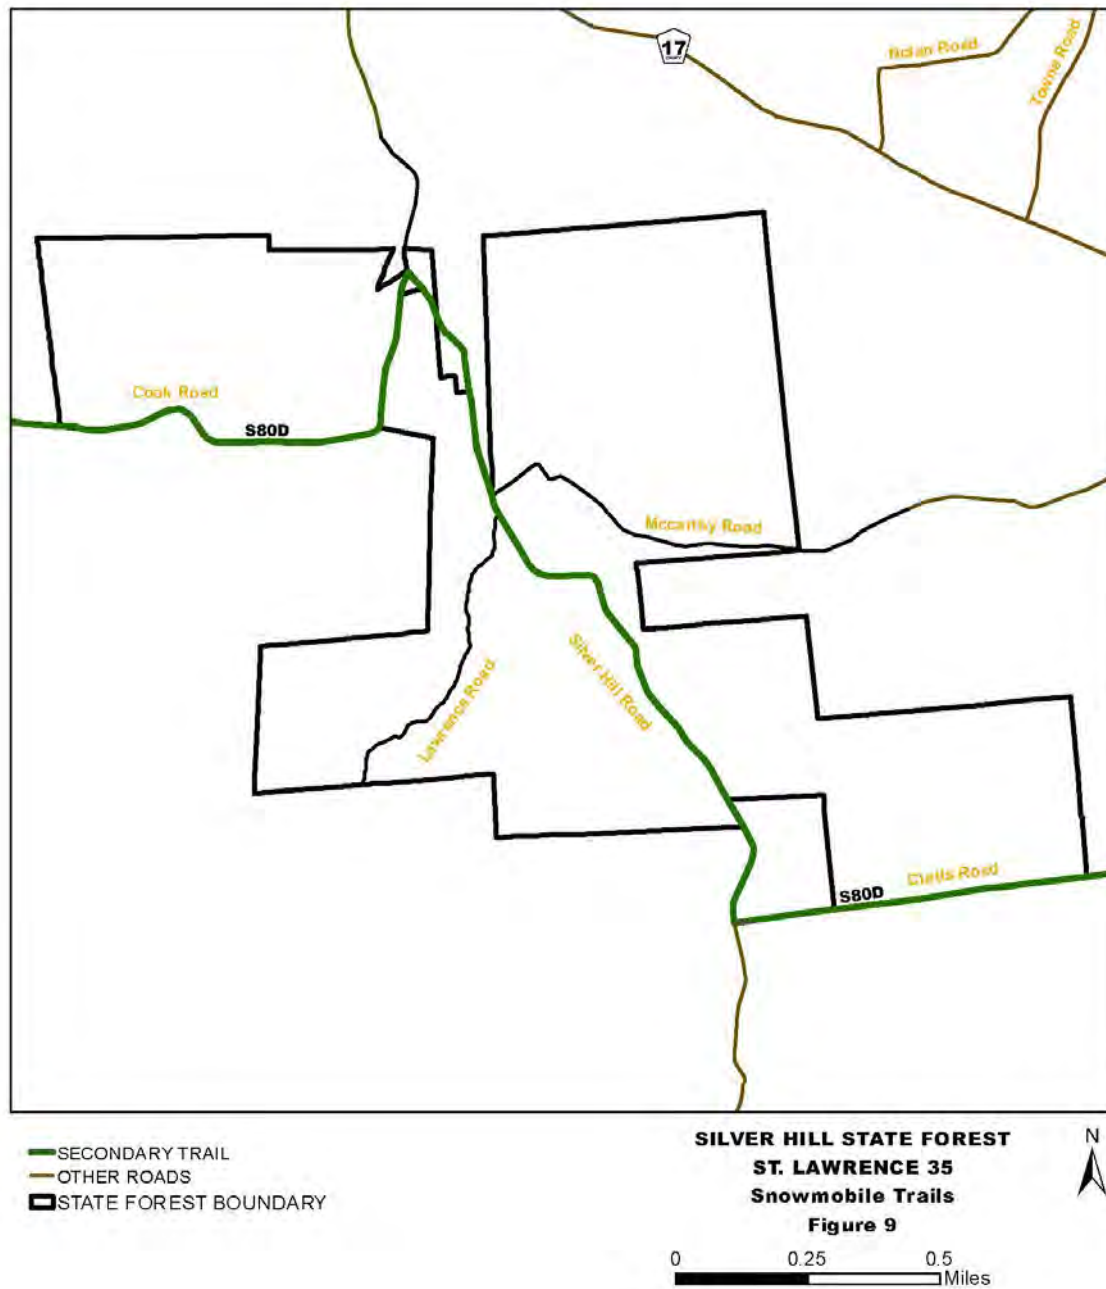 17
Nolan Road
Towns Road
Cook Road
S80D
Mccarthy Road
Lawrence Road
Silver Hill Road
S80D
Road
SECONDARY TRAIL
OTHER ROADS
STATE FOREST BOUNDARY
SILVER HILL STATE FOREST
ST. LAWRENCE 35
Snowmobile Trails
Figure 9
N
0 0.25 0.5
Miles